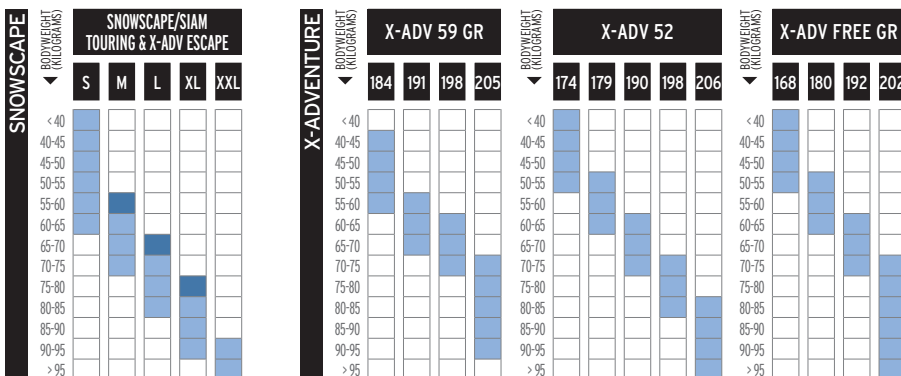 SNOWSCAPE
BODYWEIGHT
(KILOGRAMS)
SNOWSCAPE/SIAM
TOURING & X-ADV ESCAPE
S M L XL XXL
< 40
40-45
45-50
50-55
55-60
60-65
65-70
70-75
75-80
80-85
85-90
90-95
> 95
X-ADVENTURE
BODYWEIGHT
(KILOGRAMS)
X-ADV 59 GR
184 191 198 205
< 40
40-45
45-50
50-55
55-60
60-65
65-70
70-75
75-80
80-85
85-90
90-95
> 95
BODYWEIGHT
(KILOGRAMS)
X-ADV 52
174 179 190 198 206
< 40
40-45
45-50
50-55
55-60
60-65
65-70
70-75
75-80
80-85
85-90
90-95
> 95
BODYWEIGHT
(KILOGRAMS)
X-ADV FREE GR
168 180 192 202
< 40
40-45
45-50
50-55
55-60
60-65
65-70
70-75
75-80
80-85
85-90
90-95
> 95